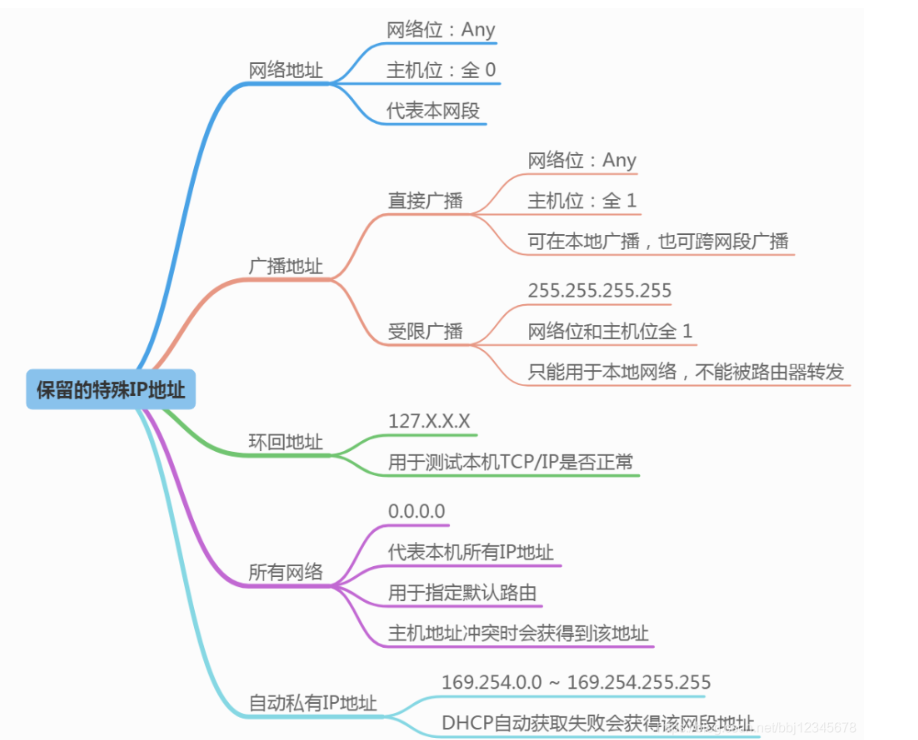 网络位：Any
网络地址
主机位：全 0
代表本网段
网络位：Any
直接广播
主机位：全 1
可在本地广播，也可跨网段广播
广播地址
255.255.255.255
受限广播
网络位和主机位全 1
只能用于本地网络，不能被路由器转发
保留的特殊IP地址
127.X.X.X
环回地址
用于测试本机TCP/IP是否正常
0.0.0.0
代表本机所有IP地址
所有网络
用于指定默认路由
主机地址冲突时会获得到该地址
169.254.0.0 ~ 169.254.255.255
自动私有IP地址
DHCP自动获取失败会获得该网段地址